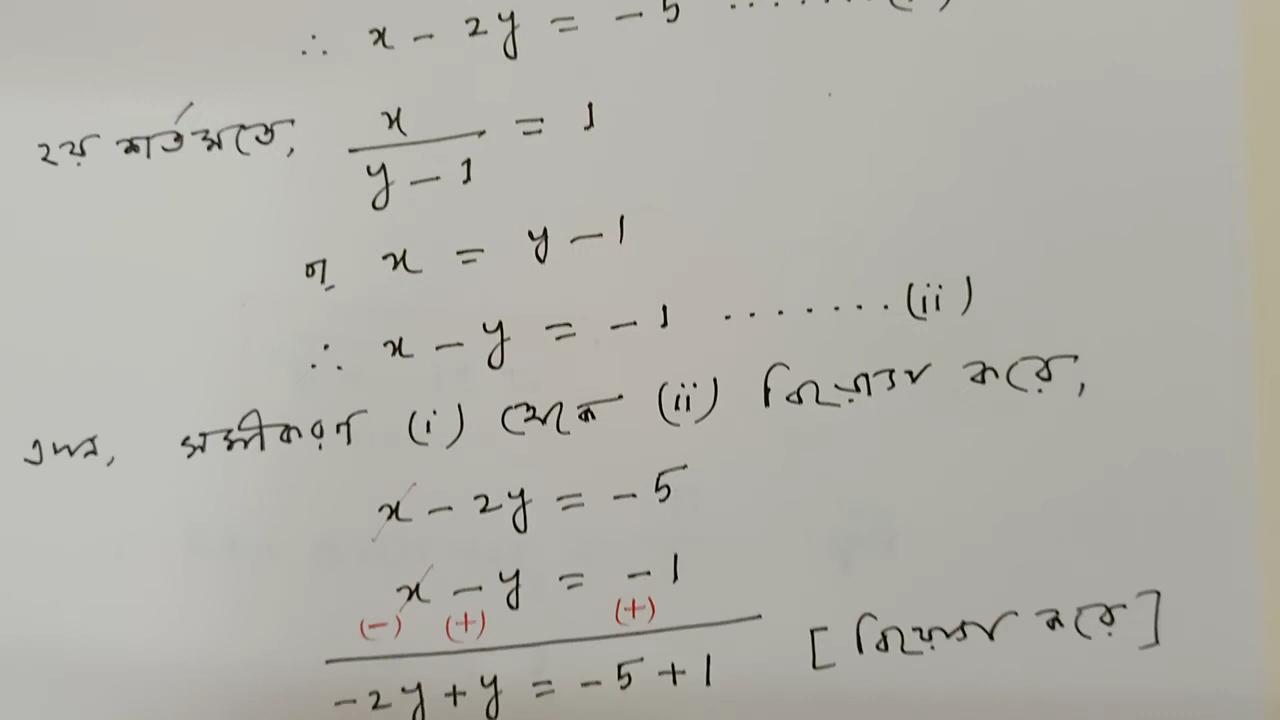 ∴ x - 2y = -5 ........(i)
২য় শর্তমতে, x/(y - 1) = 1
বা, x = y - 1
∴ x - y = -1 ........(ii)
এখন, সমীকরণ (i) থেকে (ii) বিয়োগ করে,
x - 2y = -5
x - y = -1
(-) (+) (+)
-2y + y = -5 + 1 [বিয়োগ করে]